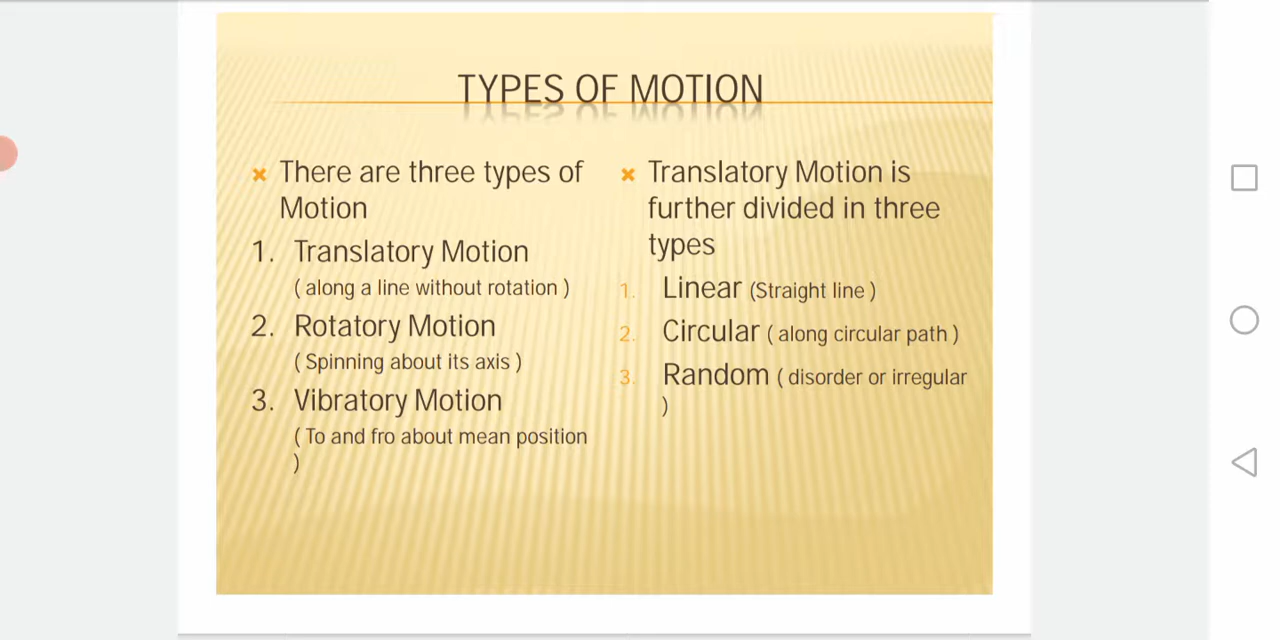 TYPES OF MOTION
There are three types of
Motion
1. Translatory Motion
( along a line without rotation )
2. Rotatory Motion
( Spinning about its axis )
3. Vibratory Motion
( To and fro about mean position
)
Translatory Motion is
further divided in three
types
1. Linear (Straight line )
2. Circular ( along circular path )
3. Random ( disorder or irregular
)